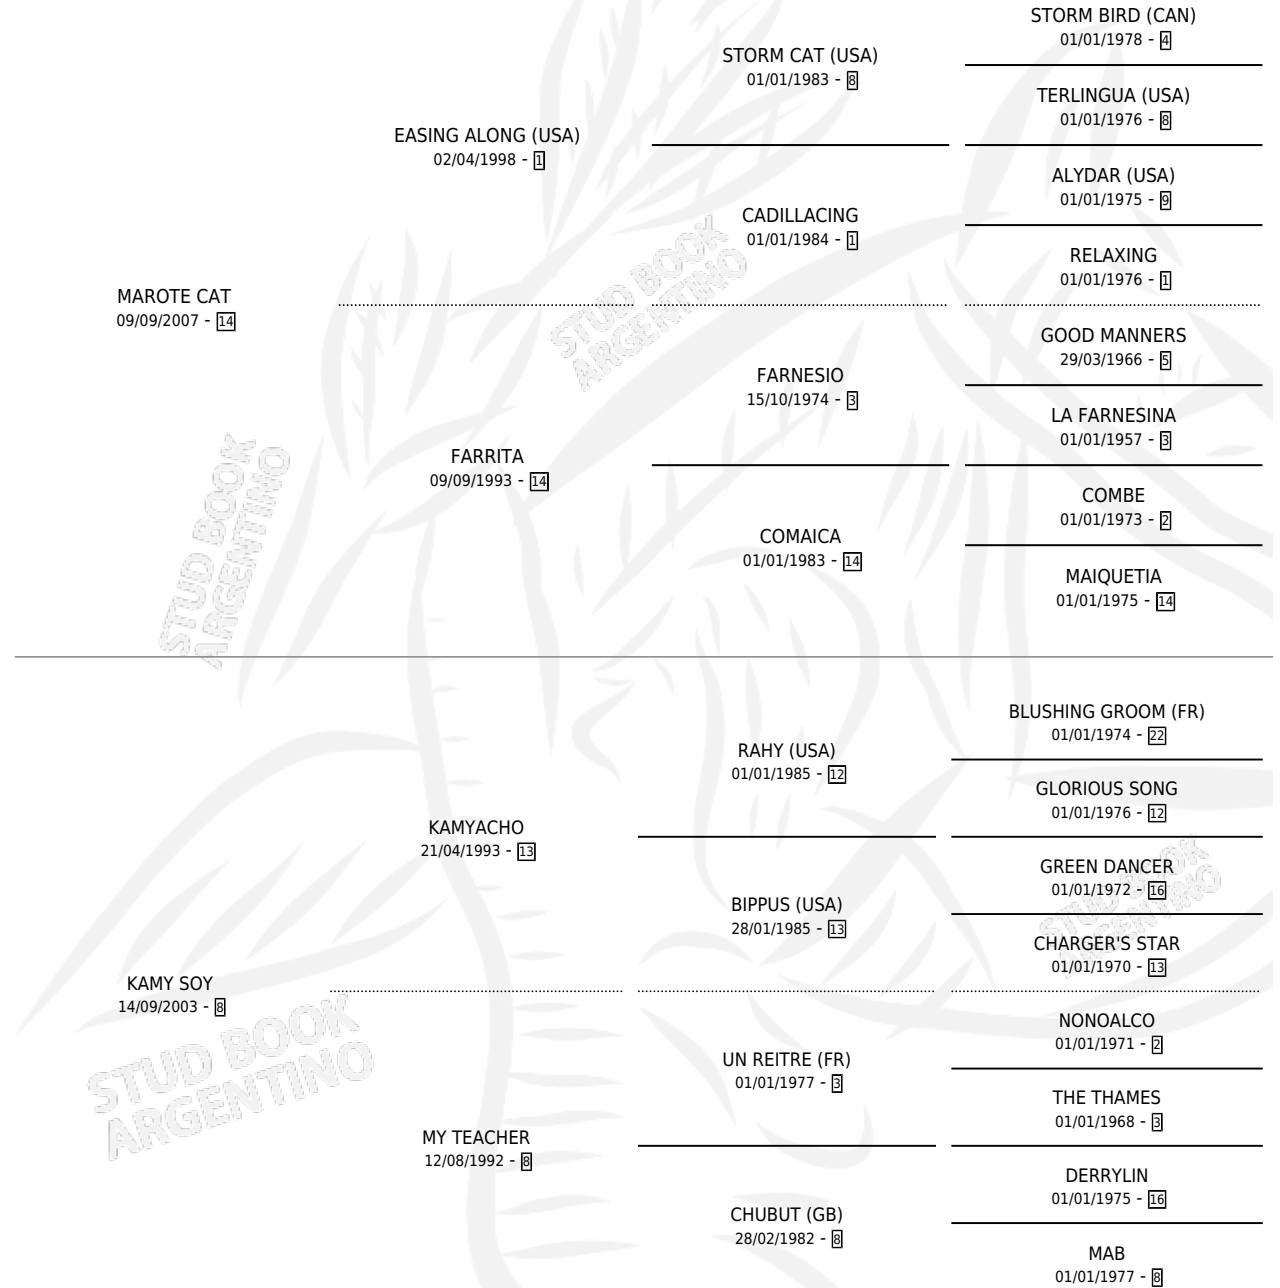 STORM BIRD (CAN)
01/01/1978 - 4
STORM CAT (USA)
01/01/1983 - 8
TERLINGUA (USA)
01/01/1976 - 8
EASING ALONG (USA)
02/04/1998 - 1
ALYDAR (USA)
01/01/1975 - 9
CADILLACING
01/01/1984 - 1
RELAXING
01/01/1976 - 1
MAROTE CAT
09/09/2007 - 14
GOOD MANNERS
29/03/1966 - 5
FARNESIO
15/10/1974 - 3
LA FARNESINA
01/01/1957 - 3
FARRITA
09/09/1993 - 14
COMBE
01/01/1973 - 2
COMAICA
01/01/1983 - 14
MAIQUETIA
01/01/1975 - 14
STUD BOOK
ARGENTINO
STUD BOOK
ARGENTINO
BLUSHING GROOM (FR)
01/01/1974 - 22
RAHY (USA)
01/01/1985 - 12
GLORIOUS SONG
01/01/1976 - 12
KAMYACHO
21/04/1993 - 13
GREEN DANCER
01/01/1972 - 16
BIPPUS (USA)
28/01/1985 - 13
CHARGER'S STAR
01/01/1970 - 13
KAMY SOY
14/09/2003 - 8
NONOALCO
01/01/1971 - 2
UN REITRE (FR)
01/01/1977 - 3
THE THAMES
01/01/1968 - 3
MY TEACHER
12/08/1992 - 8
DERRYLIN
01/01/1975 - 16
CHUBUT (GB)
28/02/1982 - 8
MAB
01/01/1977 - 8
STUD BOOK
ARGENTINO
STUD BOOK
ARGENTINO